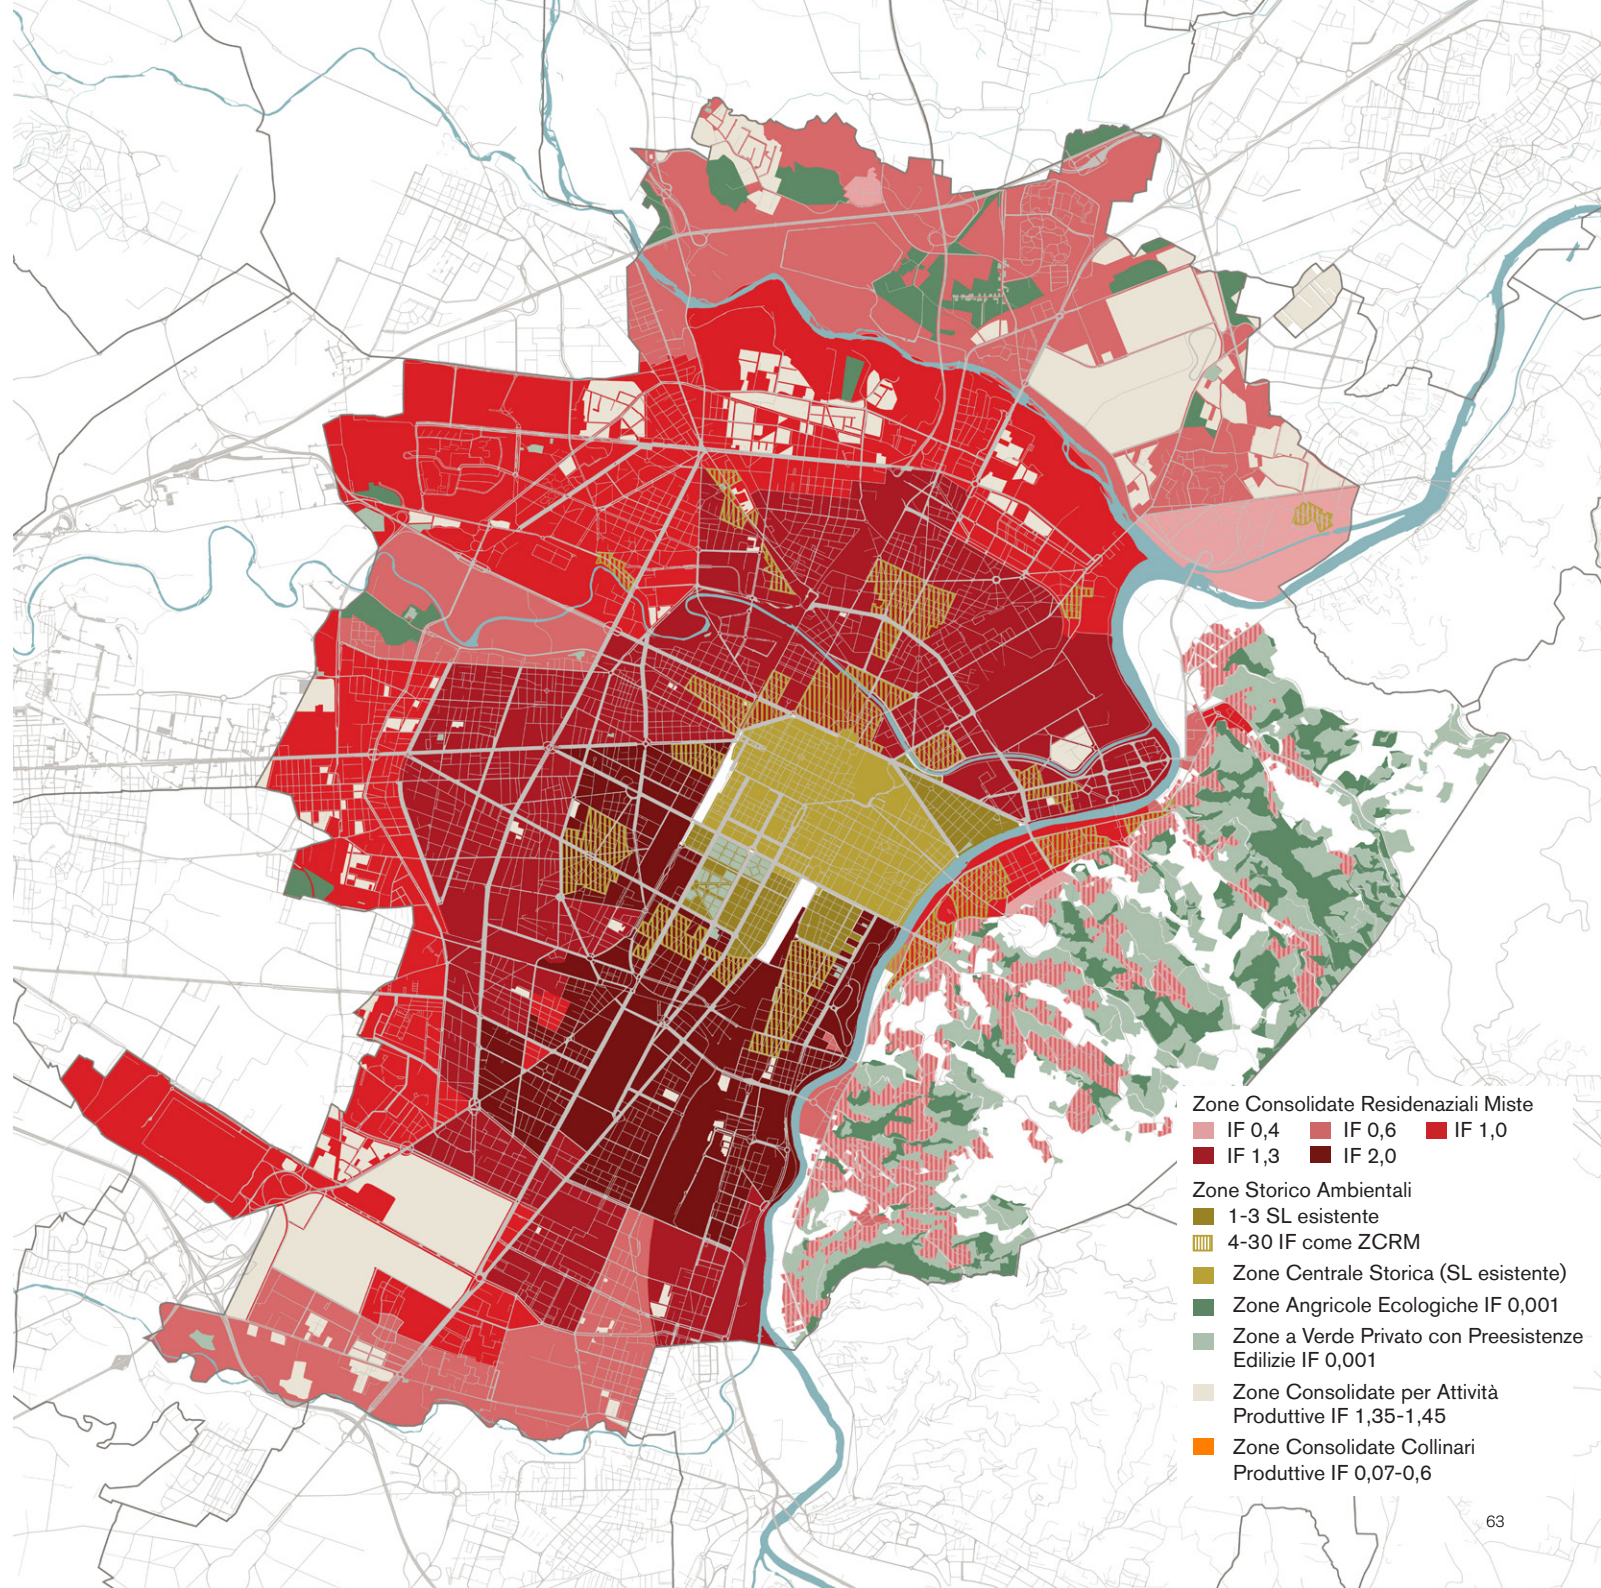 Zone Consolidate Residenaziali Miste
IF 0,4 IF 0,6 IF 1,0
IF 1,3 IF 2,0
Zone Storico Ambientali
1-3 SL esistente
4-30 IF come ZCRM
Zone Centrale Storica (SL esistente)
Zone Angricole Ecologiche IF 0,001
Zone a Verde Privato con Preesistenze
Edilizie IF 0,001
Zone Consolidate per Attività
Produttive IF 1,35-1,45
Zone Consolidate Collinari
Produttive IF 0,07-0,6
63